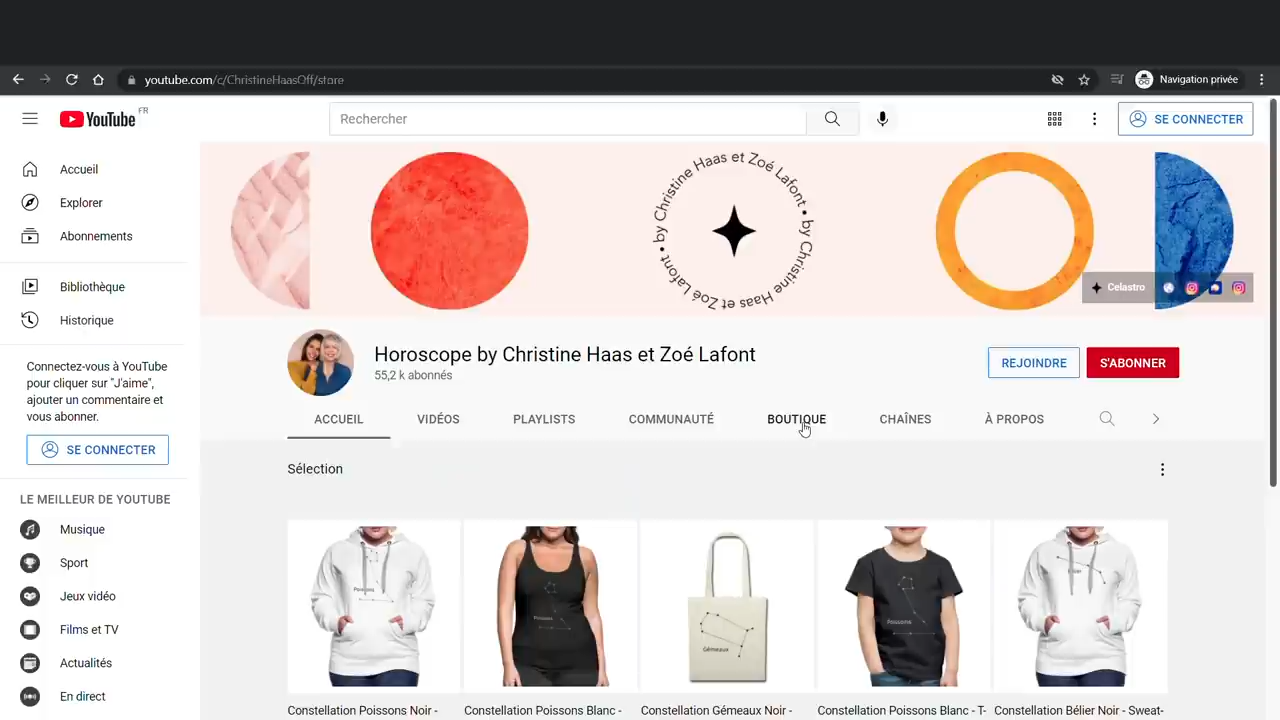 youtube.com/c/ChristineHaasOff/store
Navigation privée
YouTube FR
Rechercher
SE CONNECTER
Accueil
Explorer
Abonnements
Bibliothèque
Historique
Connectez-vous à YouTube
pour cliquer sur "J'aime",
ajouter un commentaire et
vous abonner.
SE CONNECTER
LE MEILLEUR DE YOUTUBE
Musique
Sport
Jeux vidéo
Films et TV
Actualités
En direct
by Christine Haas et Zoé Lafont • by Christine Haas et Zoé Lafont •
Celastro
Horoscope by Christine Haas et Zoé Lafont
55,2 k abonnés
REJOINDRE
S'ABONNER
ACCUEIL
VIDÉOS
PLAYLISTS
COMMUNAUTÉ
BOUTIQUE
CHAÎNES
À PROPOS
Sélection
Poissons
Poissons
Gémeaux
Poissons
Bélier
Constellation Poissons Noir -
Constellation Poissons Blanc -
Constellation Gémeaux Noir -
Constellation Poissons Blanc - T-
Constellation Bélier Noir - Sweat-